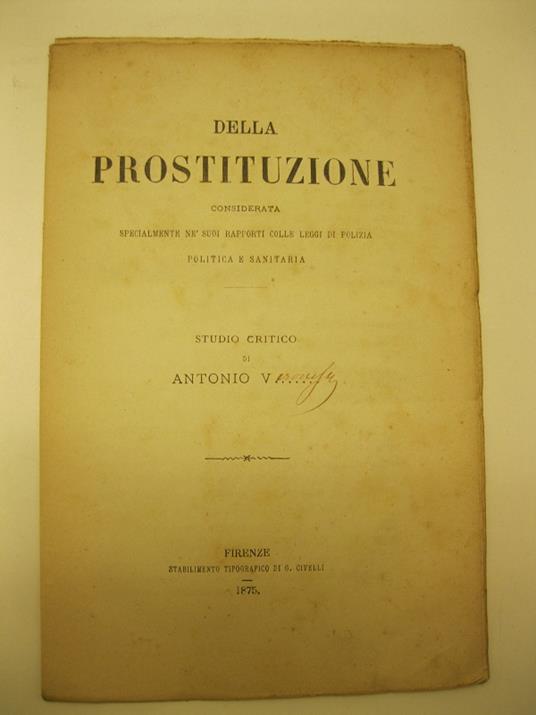 DELLA
PROSTITUZIONE
CONSIDERATA
SPECIALMENTE NE' SUOI RAPPORTI COLLE LEGGI DI POLIZIA
POLITICA E SANITARIA
STUDIO CRITICO
DI
ANTONIO V......
FIRENZE
STABILIMENTO TIPOGRAFICO DI G. CIVELLI
1875.